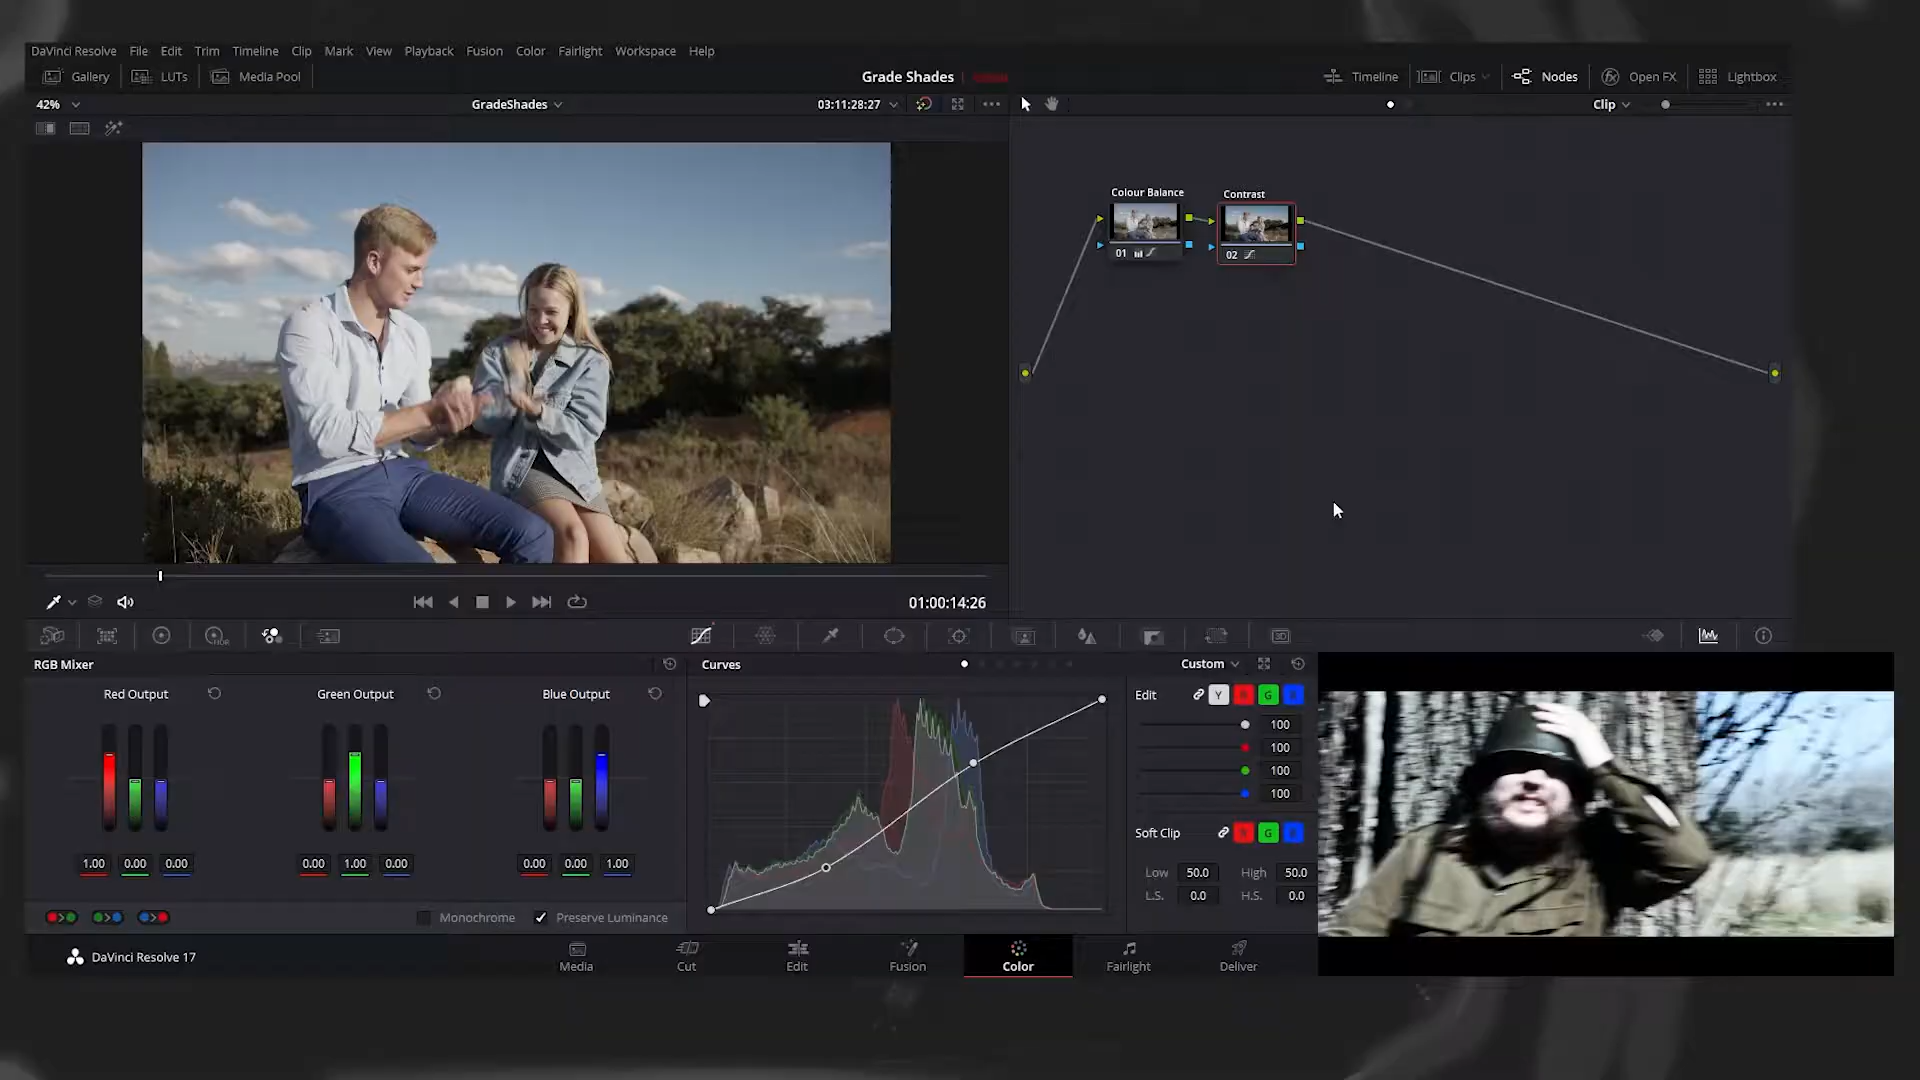 DaVinci Resolve File Edit Trim Timeline Clip Mark View Playback Fusion Color Fairlight Workspace Help
Gallery LUTs Media Pool Grade Shades Timeline Clips Nodes Open FX Lightbox
42% GradeShades 03:11:28:27 Clip
Colour Balance Contrast
01 02
01:00:14:26
HDR 3D
RGB Mixer Curves Custom
Red Output Green Output Blue Output Edit Y
100
100
100
100
Soft Clip G
1.00 0.00 0.00 0.00 1.00 0.00 0.00 0.00 1.00 Low 50.0 High 50.0
L.S. 0.0 H.S. 0.0
Monochrome Preserve Luminance
DaVinci Resolve 17 Media Cut Edit Fusion Color Fairlight Deliver